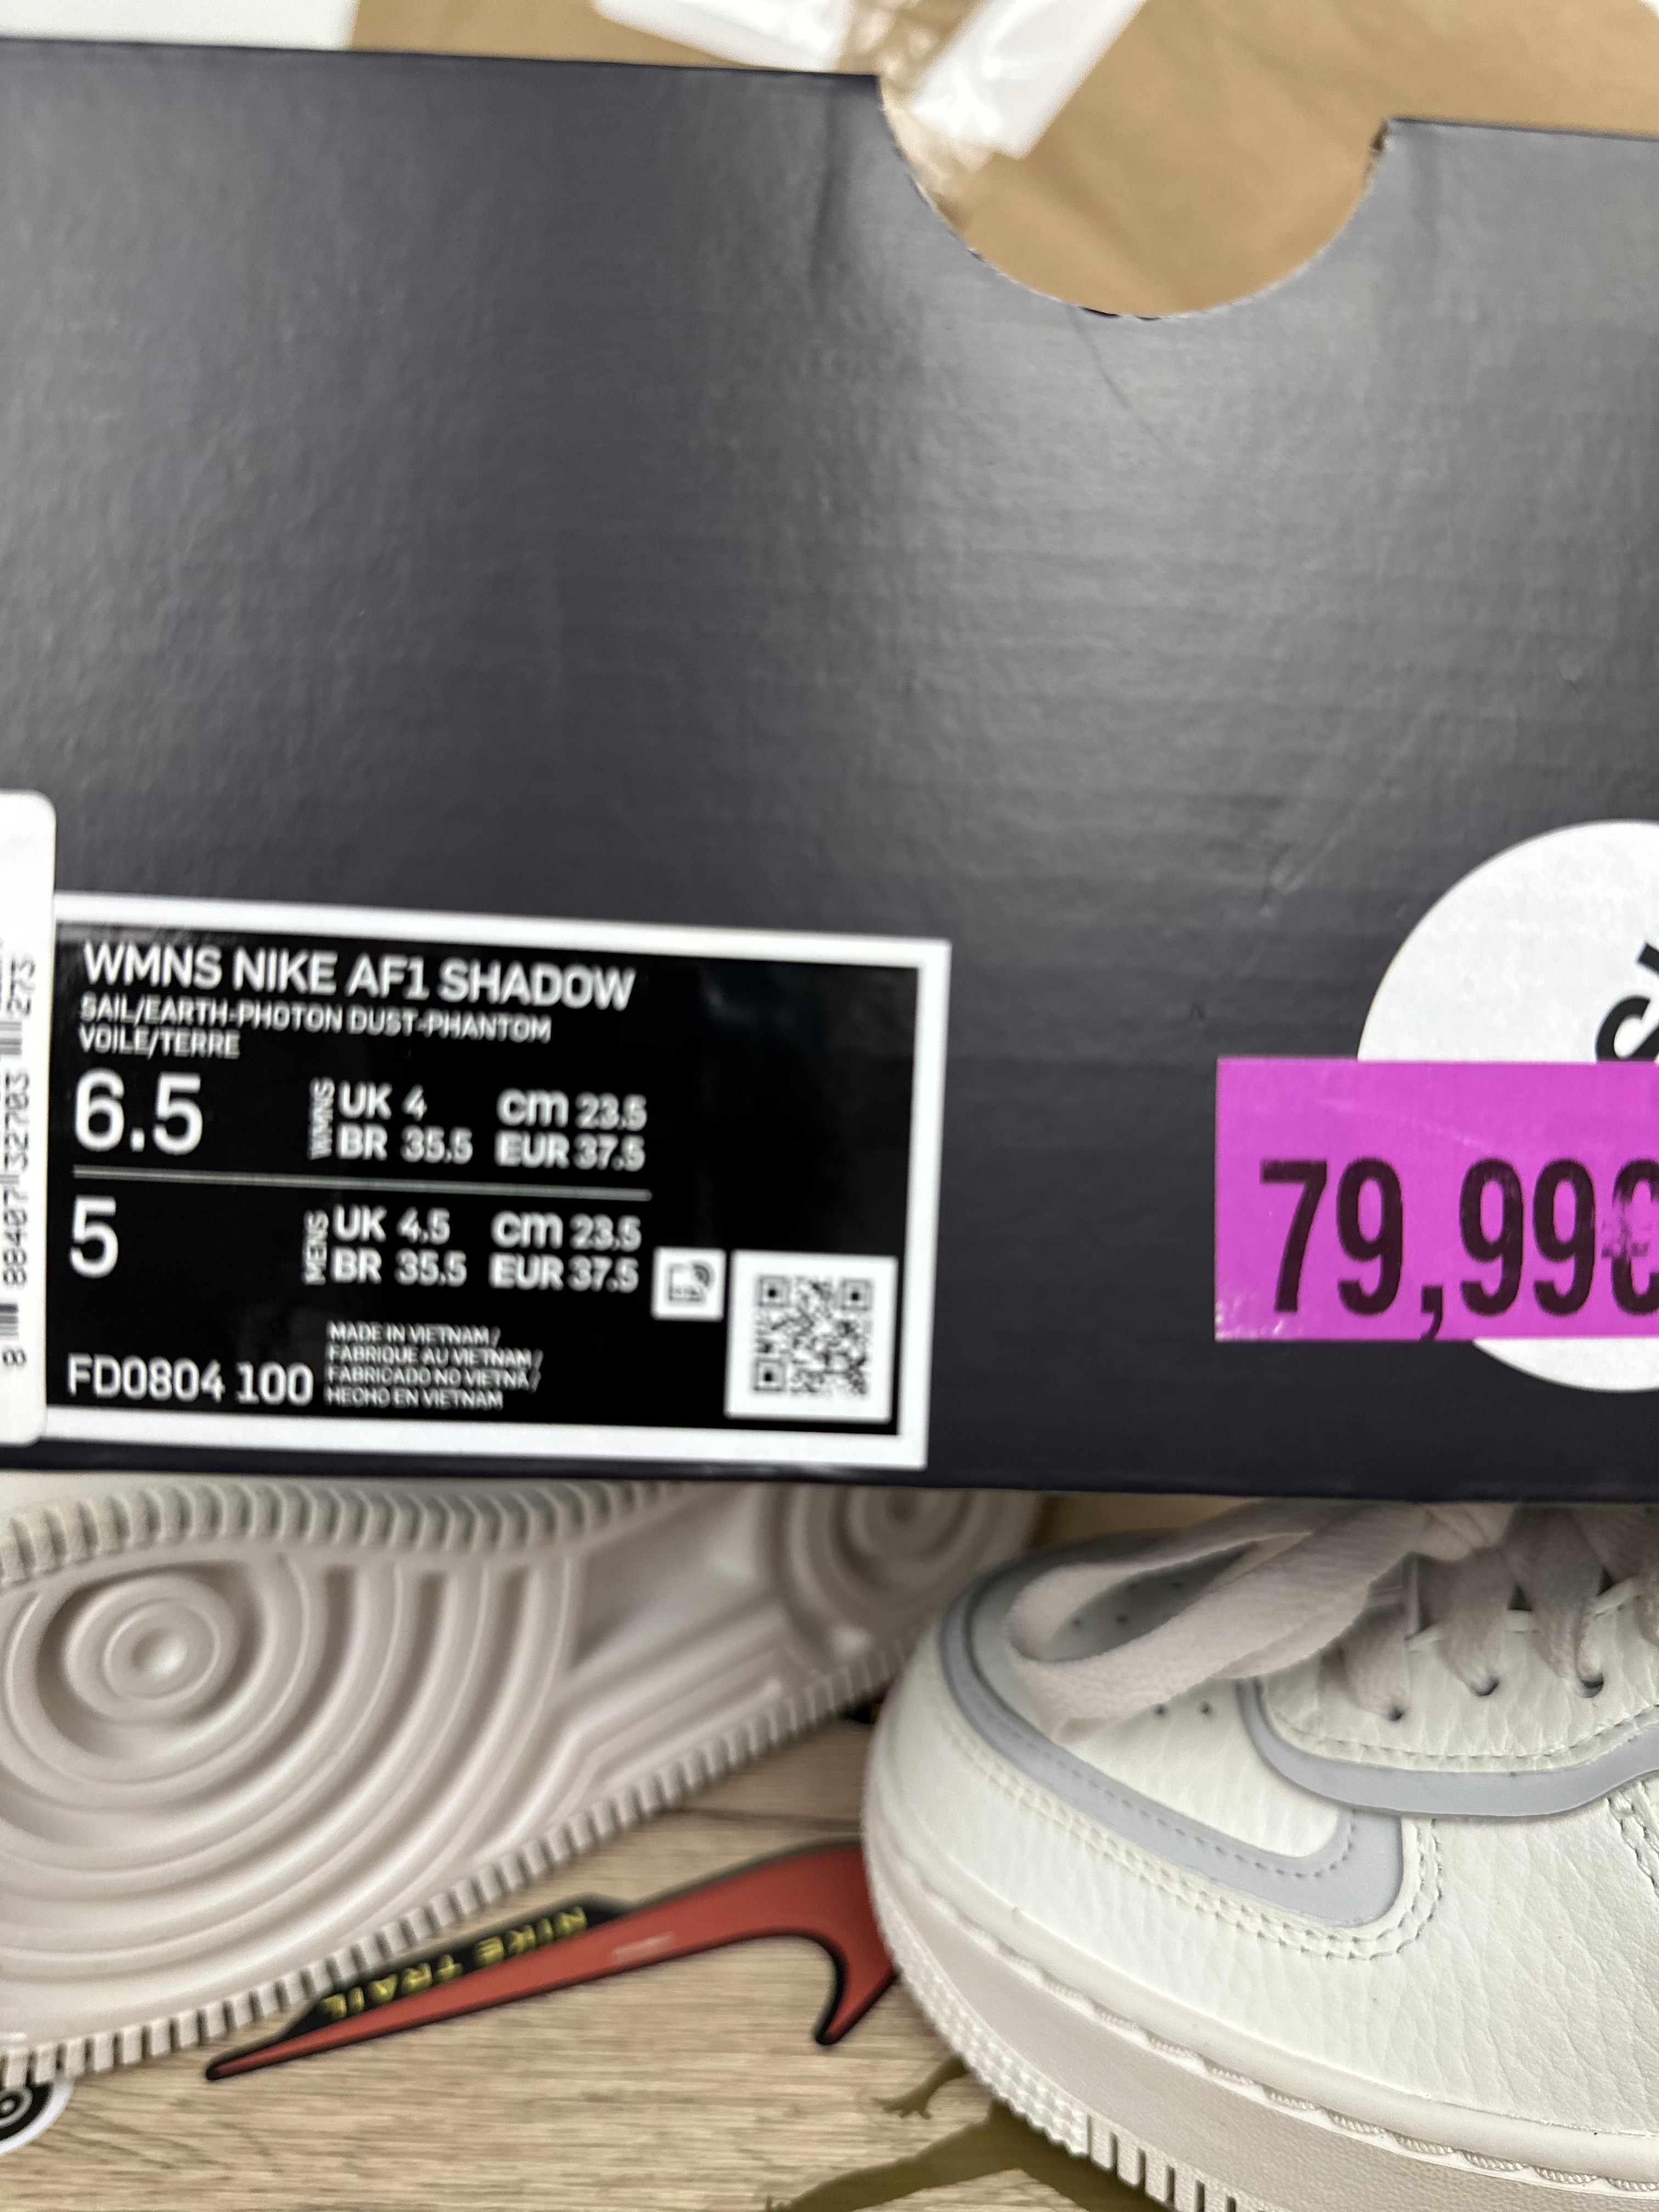 WMNS NIKE AF1 SHADOW
SAIL/EARTH-PHOTON DUST-PHANTOM
VOILE/TERRE
6.5 WMNS UK 4 cm 23.5
BR 35.5 EUR 37.5
5 MENS UK 4.5 cm 23.5
BR 35.5 EUR 37.5
FD0804 100
MADE IN VIETNAM/
FABRIQUE AU VIETNAM/
FABRICADO NO VIETNA/
HECHO EN VIETNAM
79,99€
NIKE TRAIL